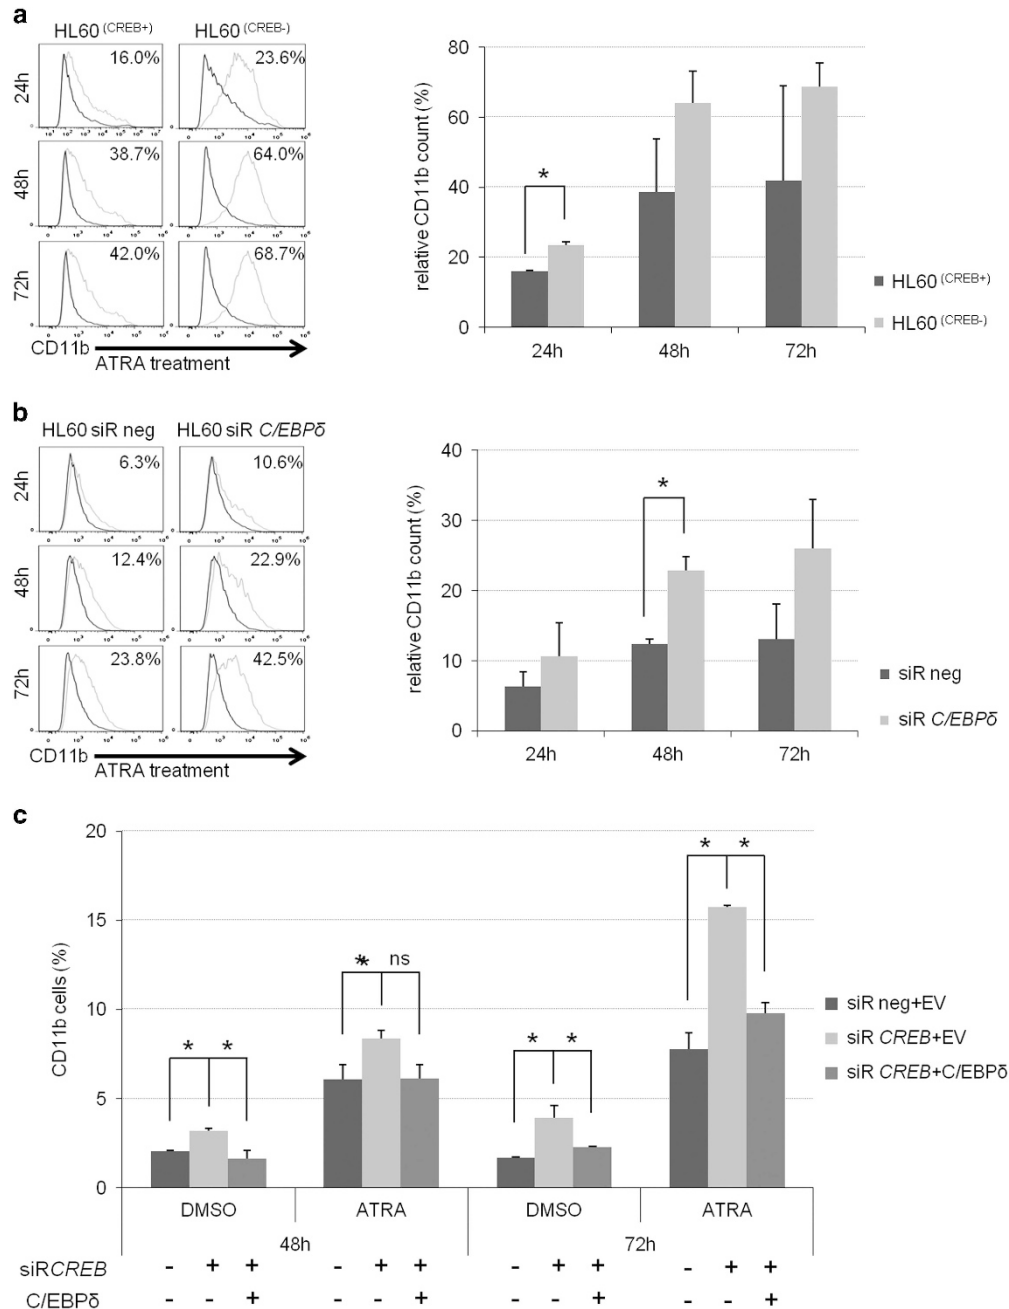 a
HL60 (CREB+) HL60 (CREB-)
24h 16.0% 23.6%
48h 38.7% 64.0%
72h 42.0% 68.7%
CD11b
ATRA treatment
relative CD11b count (%)
80
60
40
20
0
*
24h 48h 72h
HL60 (CREB+)
HL60 (CREB-)
b
HL60 siR neg HL60 siR C/EBPδ
24h 6.3% 10.6%
48h 12.4% 22.9%
72h 23.8% 42.5%
CD11b
ATRA treatment
relative CD11b count (%)
40
30
20
10
0
*
24h 48h 72h
siR neg
siR C/EBPδ
c
CD11b cells (%)
20
15
10
5
0
* *
* ns
* *
* *
siR neg+EV
siR CREB+EV
siR CREB+C/EBPδ
DMSO ATRA DMSO ATRA
48h 72h
siRCREB - + + - + + - + + - + +
C/EBPδ - - + - - + - - + - - +